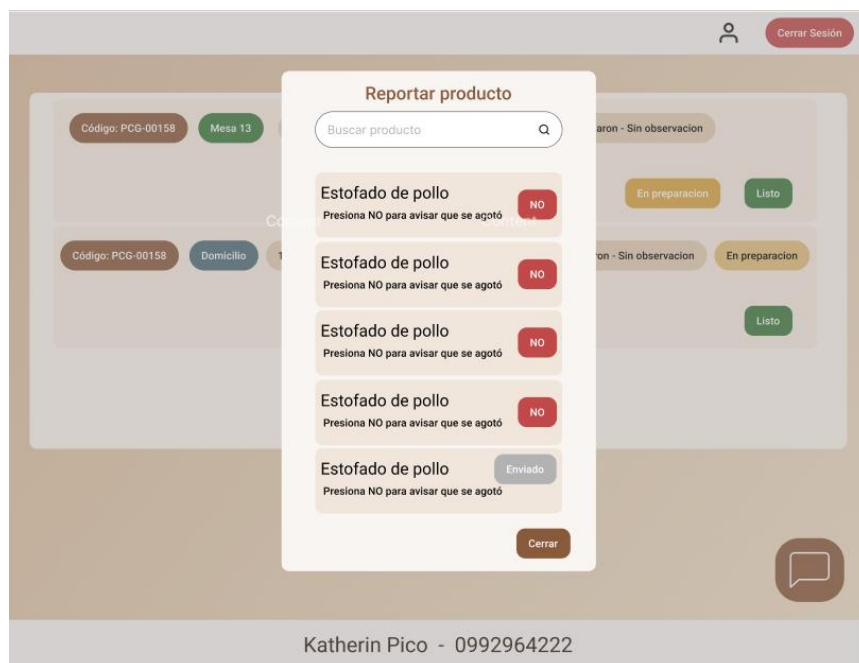 Cerrar Sesión
Reportar producto
Buscar producto
Código: PCG-00158 Mesa 13 aron - Sin observacion
En preparacion Listo
Estofado de pollo
NO
Presiona NO para avisar que se agotó
Content
Código: PCG-00158 Domicilio 1 on - Sin observacion En preparacion
Listo
Estofado de pollo
NO
Presiona NO para avisar que se agotó
Estofado de pollo
NO
Presiona NO para avisar que se agotó
Estofado de pollo
NO
Presiona NO para avisar que se agotó
Estofado de pollo
Enviado
Presiona NO para avisar que se agotó
Cerrar
Katherin Pico - 0992964222